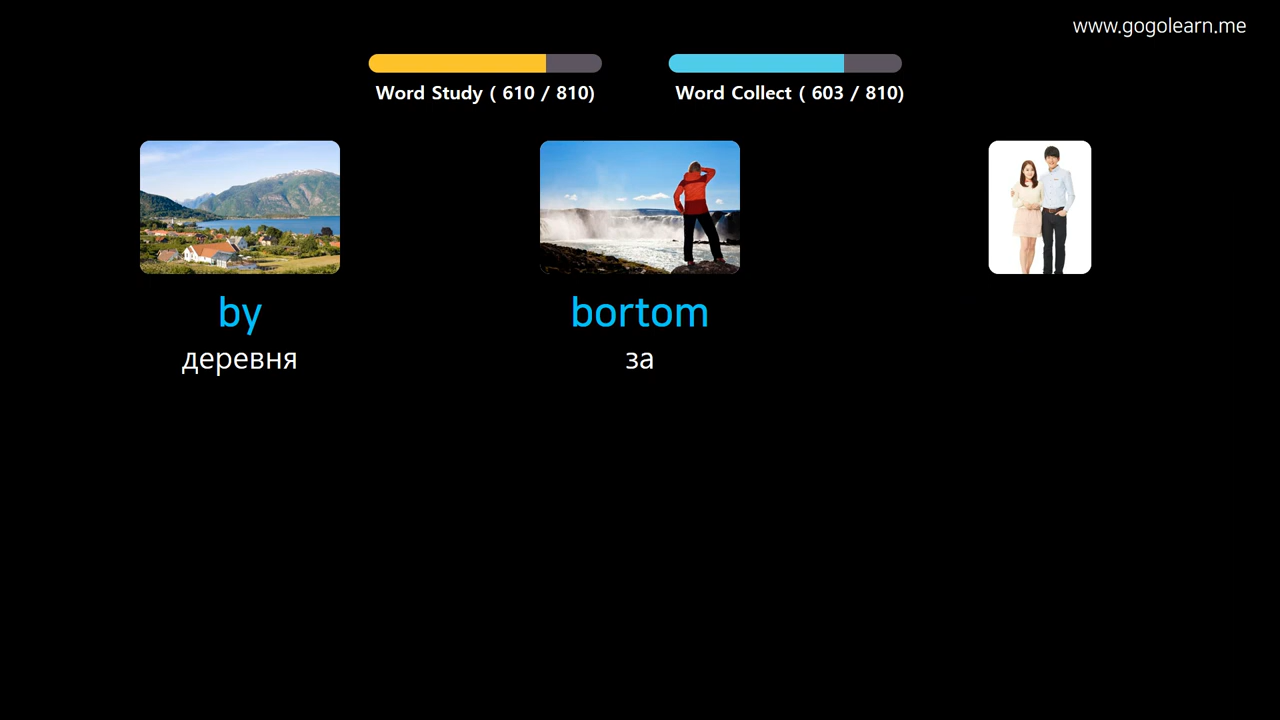 www.gogolearn.me
Word Study ( 610 / 810)
Word Collect ( 603 / 810)
by
деревня
bortom
за